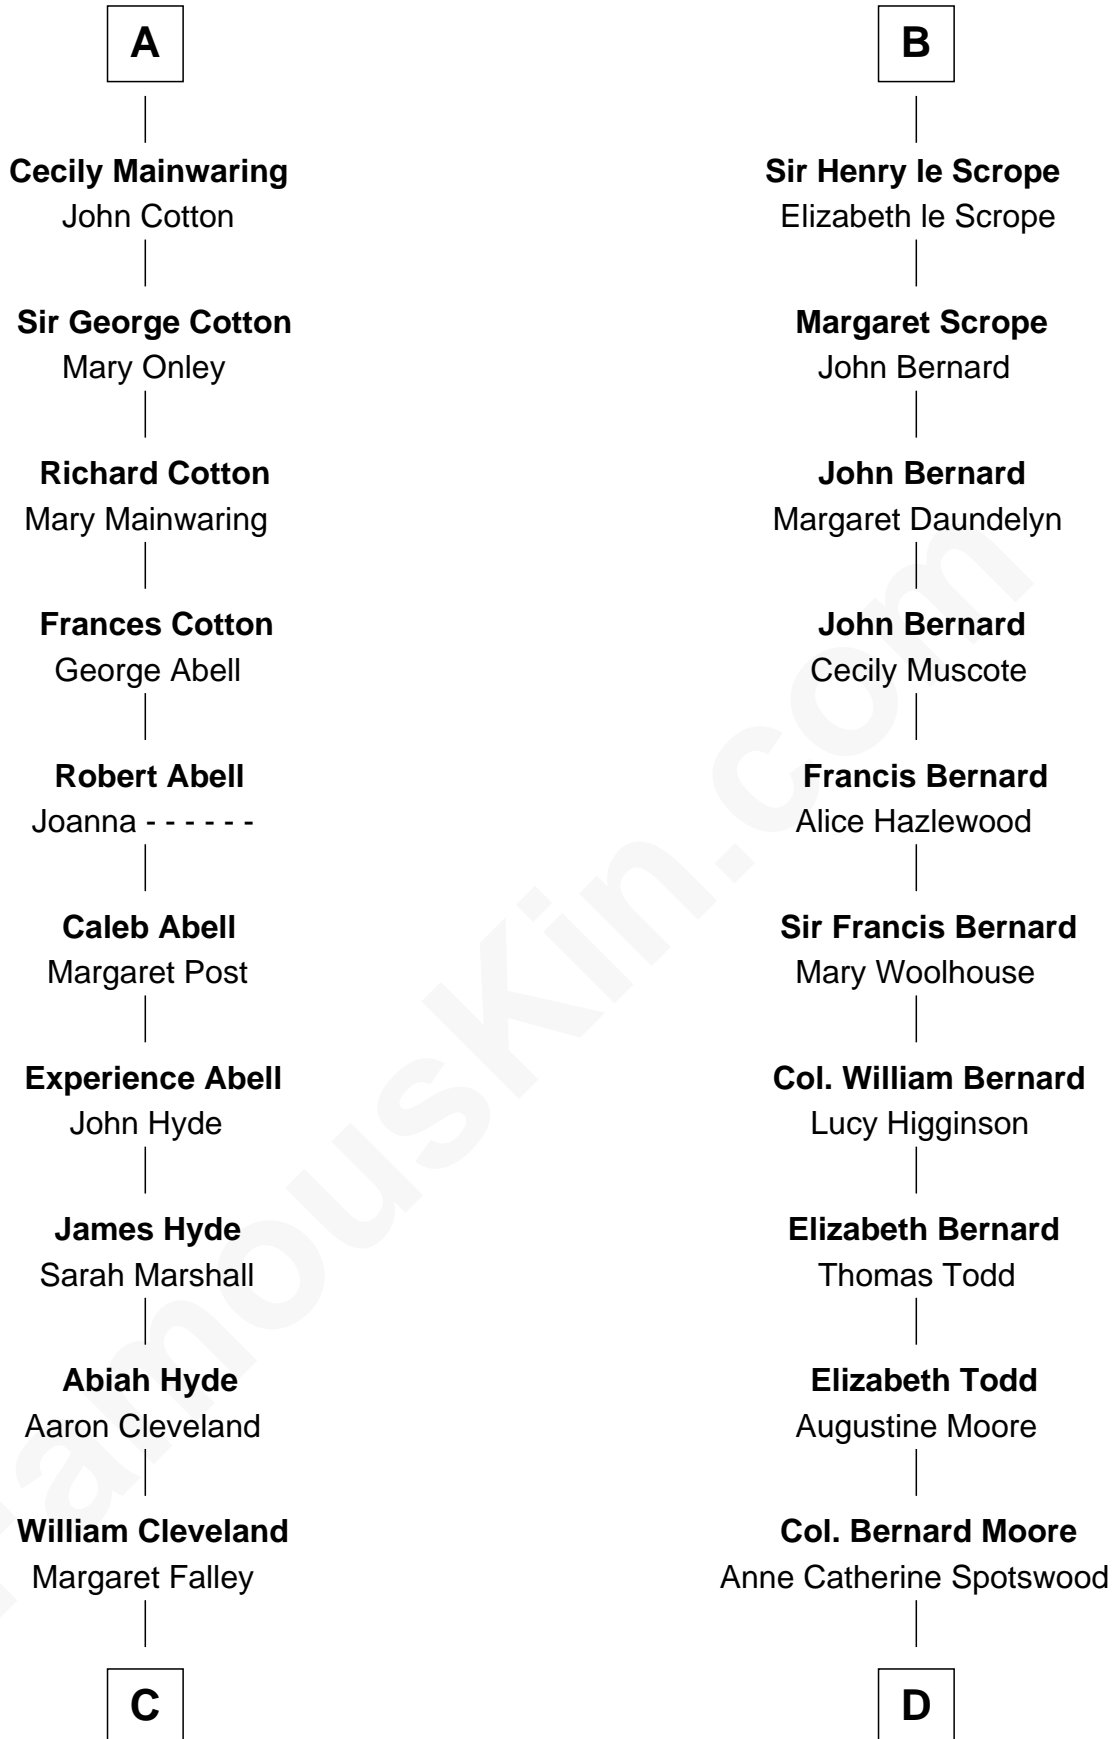 A
Cecily Mainwaring
John Cotton
Sir George Cotton
Mary Onley
Richard Cotton
Mary Mainwaring
Frances Cotton
George Abell
Robert Abell
Joanna - - - - - -
Caleb Abell
Margaret Post
Experience Abell
John Hyde
James Hyde
Sarah Marshall
Abiah Hyde
Aaron Cleveland
William Cleveland
Margaret Falley
C
B
Sir Henry le Scrope
Elizabeth le Scrope
Margaret Scrope
John Bernard
John Bernard
Margaret Daundelyn
John Bernard
Cecily Muscote
Francis Bernard
Alice Hazlewood
Sir Francis Bernard
Mary Woolhouse
Col. William Bernard
Lucy Higginson
Elizabeth Bernard
Thomas Todd
Elizabeth Todd
Augustine Moore
Col. Bernard Moore
Anne Catherine Spotswood
D
FamousKin.com